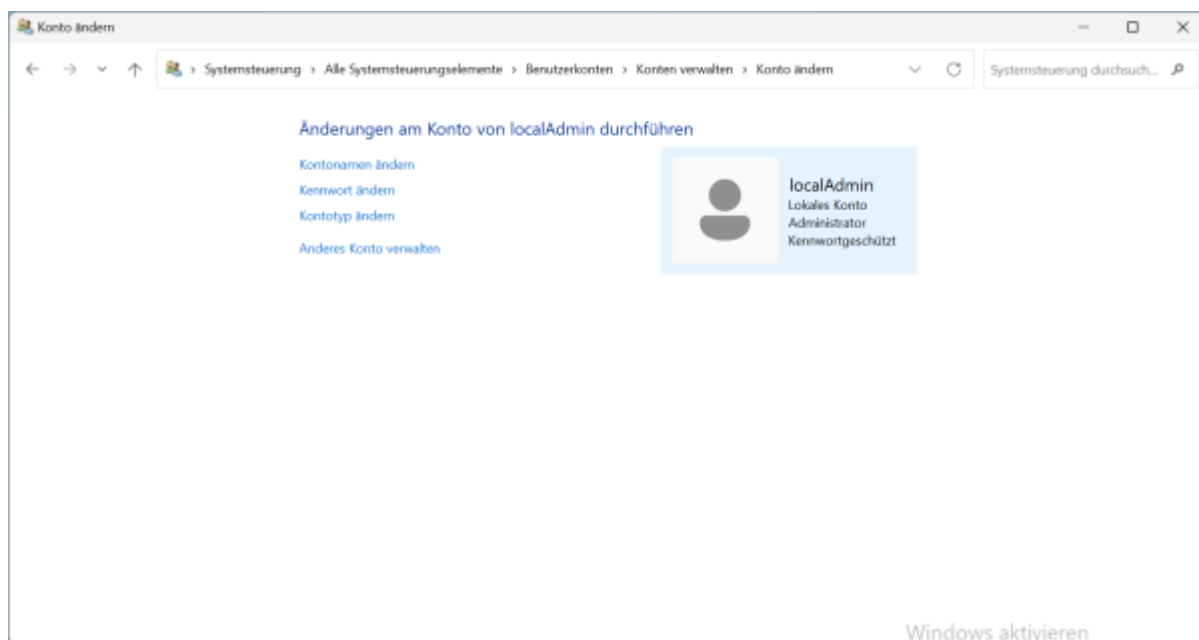 Konto ändern
Systemsteuerung > Alle Systemsteuerungselemente > Benutzerkonten > Konten verwalten > Konto ändern
Systemsteuerung durchsuch...
Änderungen am Konto von localAdmin durchführen
Kontonamen ändern
Kennwort ändern
Kontotyp ändern
Anderes Konto verwalten
localAdmin
Lokales Konto
Administrator
Kennwortgeschützt
Windows aktivieren